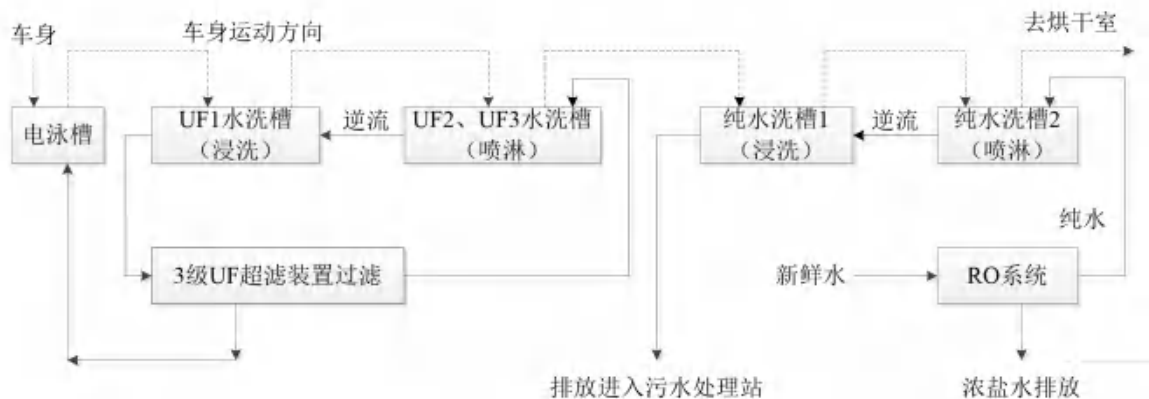 车身
车身运动方向
去烘干室
电泳槽
UF1水洗槽
（浸洗）
逆流
UF2、UF3水洗槽
（喷淋）
纯水洗槽1
（浸洗）
逆流
纯水洗槽2
（喷淋）
纯水
3级UF超滤装置过滤
新鲜水
RO系统
排放进入污水处理站
浓盐水排放